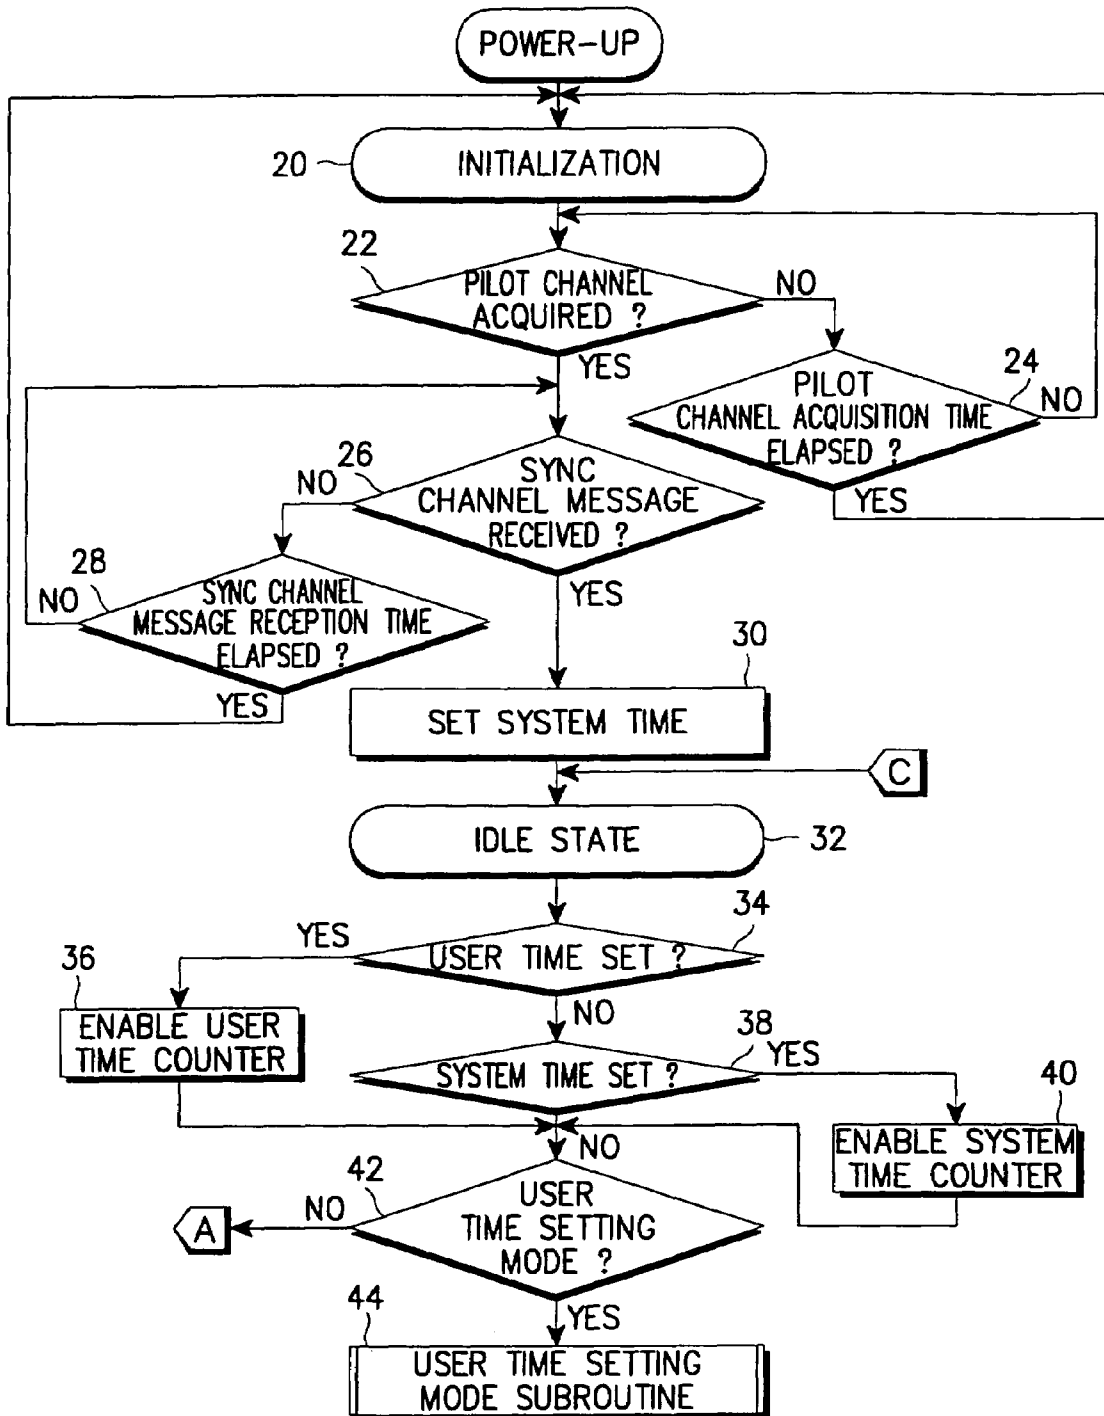 POWER-UP
20
INITIALIZATION
22
PILOT CHANNEL
ACQUIRED ?
NO
YES
24
PILOT
CHANNEL ACQUISITION TIME
ELAPSED ?
NO
YES
26
SYNC
CHANNEL MESSAGE
RECEIVED ?
NO
YES
28
SYNC CHANNEL
MESSAGE RECEPTION TIME
ELAPSED ?
NO
YES
30
SET SYSTEM TIME
C
IDLE STATE
32
34
USER TIME SET ?
YES
NO
36
ENABLE USER
TIME COUNTER
38
SYSTEM TIME SET ?
YES
NO
40
ENABLE SYSTEM
TIME COUNTER
42
USER
TIME SETTING
MODE ?
NO
A
YES
44
USER TIME SETTING
MODE SUBROUTINE